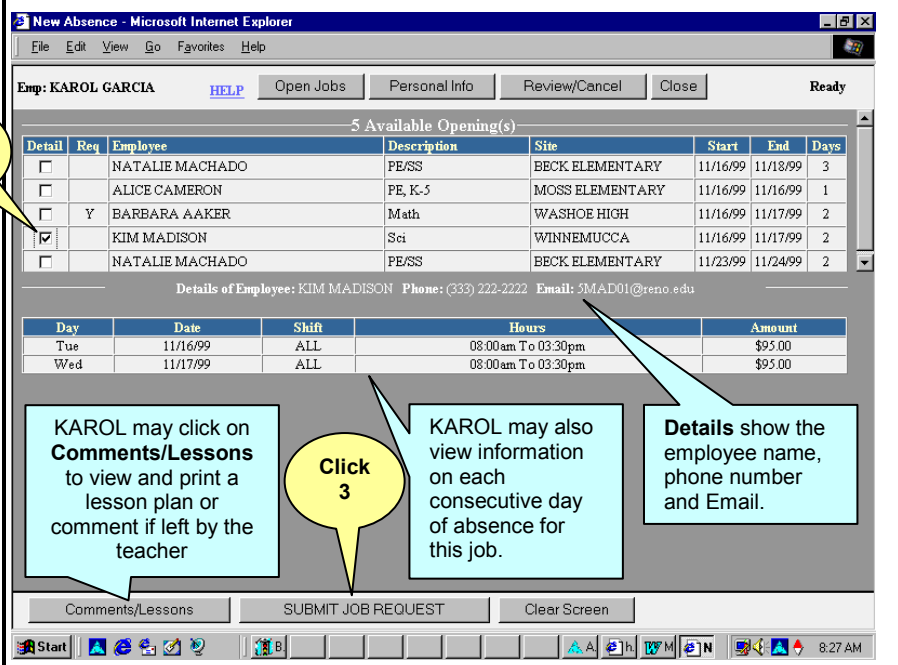 New Absence - Microsoft Internet Explorer
File Edit View Go Favorites Help
Emp: KAROL GARCIA HELP Open Jobs Personal Info Review/Cancel Close Ready
5 Available Opening(s)
Detail Req Employee Description Site Start End Days
NATALIE MACHADO PE/SS BECK ELEMENTARY 11/16/99 11/18/99 3
ALICE CAMERON PE, K-5 MOSS ELEMENTARY 11/16/99 11/16/99 1
Y BARBARA AAKER Math WASHOE HIGH 11/16/99 11/17/99 2
KIM MADISON Sci WINNEMUCCA 11/16/99 11/17/99 2
NATALIE MACHADO PE/SS BECK ELEMENTARY 11/23/99 11/24/99 2
Details of Employee: KIM MADISON Phone: (333) 222-2222 Email: 5MAD01@reno.edu
Day Date Shift Hours Amount
Tue 11/16/99 ALL 08:00am To 03:30pm $95.00
Wed 11/17/99 ALL 08:00am To 03:30pm $95.00
KAROL may click on
Comments/Lessons
to view and print a
lesson plan or
comment if left by the
teacher
Click
3
KAROL may also
view information
on each
consecutive day
of absence for
this job.
Details show the
employee name,
phone number
and Email.
Comments/Lessons SUBMIT JOB REQUEST Clear Screen
Start B. A. h. M N 8:27 AM